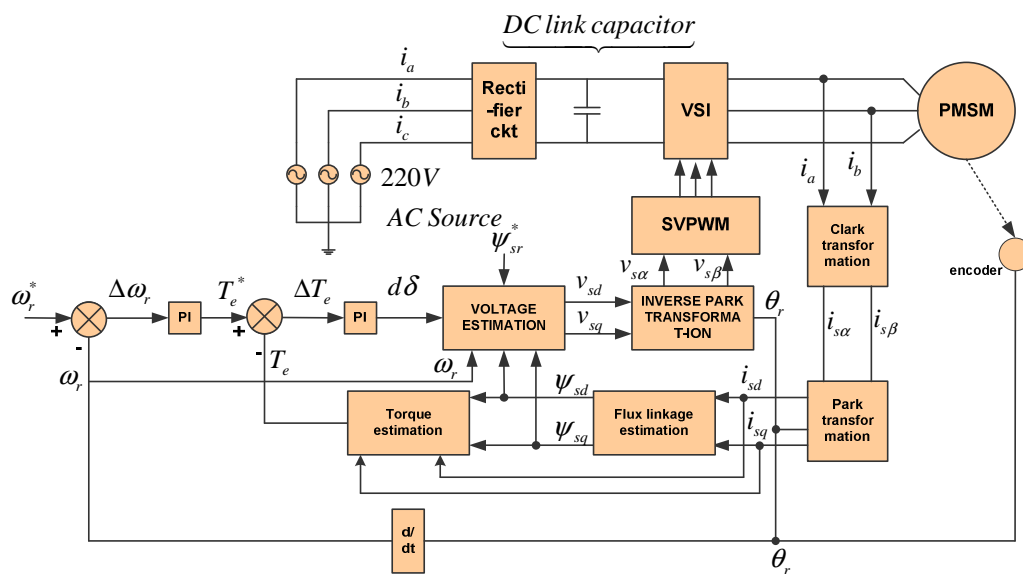 DC link capacitor
i_a
i_b
i_c
Recti
-fier
ckt
VSI
PMSM
220V
AC Source
i_a
i_b
SVPWM
Clark
transfor
mation
encoder
ψ_sr^*
v_sα
v_sβ
ω_r^*
+
-
Δω_r
PI
T_e^*
+
-
ΔT_e
PI
dδ
VOLTAGE
ESTIMATION
v_sd
v_sq
INVERSE PARK
TRANSFORMA
T-ION
θ_r
i_sα
i_sβ
ω_r
T_e
ω_r
Torque
estimation
ψ_sd
ψ_sq
Flux linkage
estimation
i_sd
i_sq
Park
transfor
mation
d/
dt
θ_r